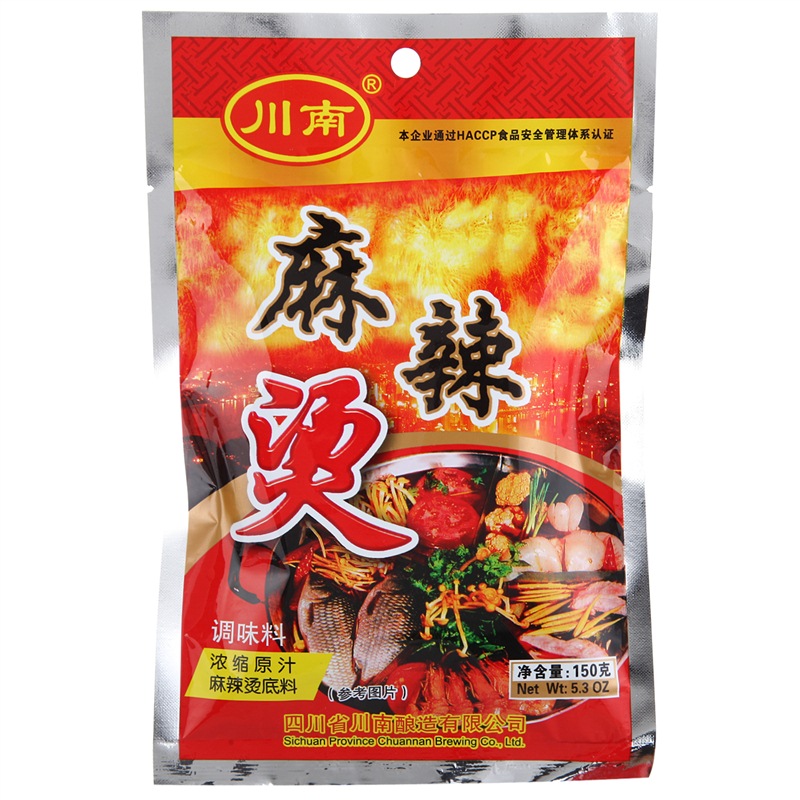 川南®
本企业通过HACCP食品安全管理体系认证
麻辣
烫
调味料
浓缩原汁
麻辣烫底料
(参考图片)
净含量:150克
Net Wt: 5.3 OZ
四川省川南酿造有限公司
Sichuan Province Chuannan Brewing Co., Ltd.